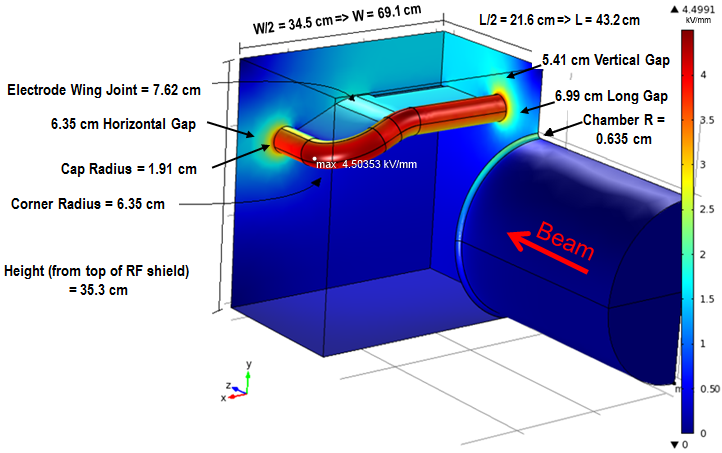 W/2 = 34.5 cm => W = 69.1 cm
L/2 = 21.6 cm => L = 43.2 cm
▲ 4.4991
kV/mm
5.41 cm Vertical Gap
Electrode Wing Joint = 7.62 cm
6.99 cm Long Gap
6.35 cm Horizontal Gap
Chamber R =
0.635 cm
Cap Radius = 1.91 cm
max 4.50353 kV/mm
Corner Radius = 6.35 cm
Beam
Height (from top of RF shield)
= 35.3 cm
4
3.5
3
2.5
2
1.5
1
0.50
0
▼ 0
m
y
z
x